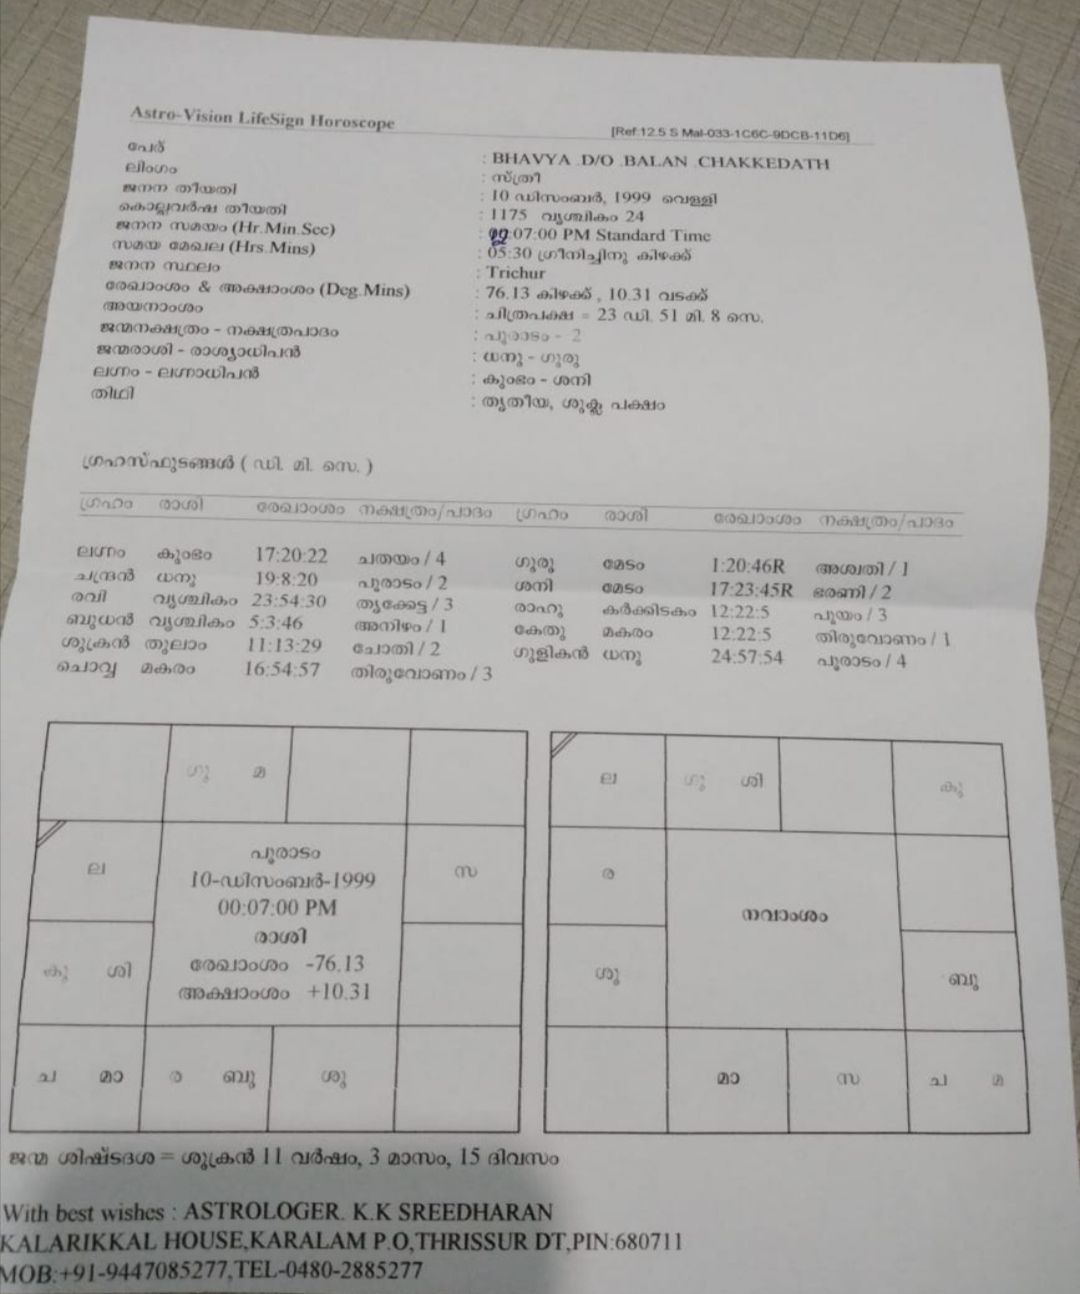 Astro-Vision LifeSign Horoscope
[Ref:12.5 S Mal-033-1C6C-9DCB-11D6]
പേര് : BHAVYA .D/O .BALAN .CHAKKEDATH
ലിംഗം : സ്ത്രീ
ജനന തീയതി : 10 ഡിസംബർ, 1999 വെള്ളി
കൊല്ലവർഷ തീയതി : 1175 വൃശ്ചികം 24
ജനന സമയം (Hr.Min.Sec) : :07:00 PM Standard Time
സമയ മേഖല (Hrs.Mins) : 05:30 ഗ്രീനിച്ചിനു കിഴക്ക്
ജനന സ്ഥലം : Trichur
രേഖാംശം & അക്ഷാംശം (Deg.Mins) : 76.13 കിഴക്ക് , 10.31 വടക്ക്
അയനാംശം : ചിത്രപക്ഷ = 23 ഡി. 51 മി. 8 സെ.
ജന്മനക്ഷത്രം - നക്ഷത്രപാദം : പൂരാടം - 2
ജന്മരാശി - രാശ്യാധിപൻ : ധനു - ഗുരു
ലഗ്നം - ലഗ്നാധിപൻ : കുംഭം - ശനി
തിഥി : തൃതീയ, ശുക്ല പക്ഷം
ഗ്രഹസ്ഫുടങ്ങൾ ( ഡി. മി. സെ. )
ഗ്രഹം രാശി രേഖാംശം നക്ഷത്രം/പാദം ഗ്രഹം രാശി രേഖാംശം നക്ഷത്രം/പാദം
ലഗ്നം കുംഭം 17:20:22 ചതയം / 4 ഗുരു മേടം 1:20:46R അശ്വതി / 1
ചന്ദ്രൻ ധനു 19:8:20 പൂരാടം / 2 ശനി മേടം 17:23:45R ഭരണി / 2
രവി വൃശ്ചികം 23:54:30 തൃക്കേട്ട / 3 രാഹു കർക്കിടകം 12:22:5 പൂയം / 3
ബുധൻ വൃശ്ചികം 5:3:46 അനിഴം / 1 കേതു മകരം 12:22:5 തിരുവോണം / 1
ശുക്രൻ തുലാം 11:13:29 ചോതി / 2 ഗുളികൻ ധനു 24:57:54 പൂരാടം / 4
ചൊവ്വ മകരം 16:54:57 തിരുവോണം / 3
ഗു മ
ല
പൂരാടം
10-ഡിസംബർ-1999
00:07:00 PM
രാശി
രേഖാംശം -76.13
അക്ഷാംശം +10.31
സ
കു ശി
ച മാ ര ബു ശു
ല ഗു ശി കു
ര
നവാംശം
ശു ബു
മാ സ ച മ
ജന്മ ശിഷ്ടദശ = ശുക്രൻ 11 വർഷം, 3 മാസം, 15 ദിവസം
With best wishes : ASTROLOGER. K.K SREEDHARAN
KALARIKKAL HOUSE,KARALAM P.O,THRISSUR DT,PIN:680711
MOB:+91-9447085277,TEL-0480-2885277